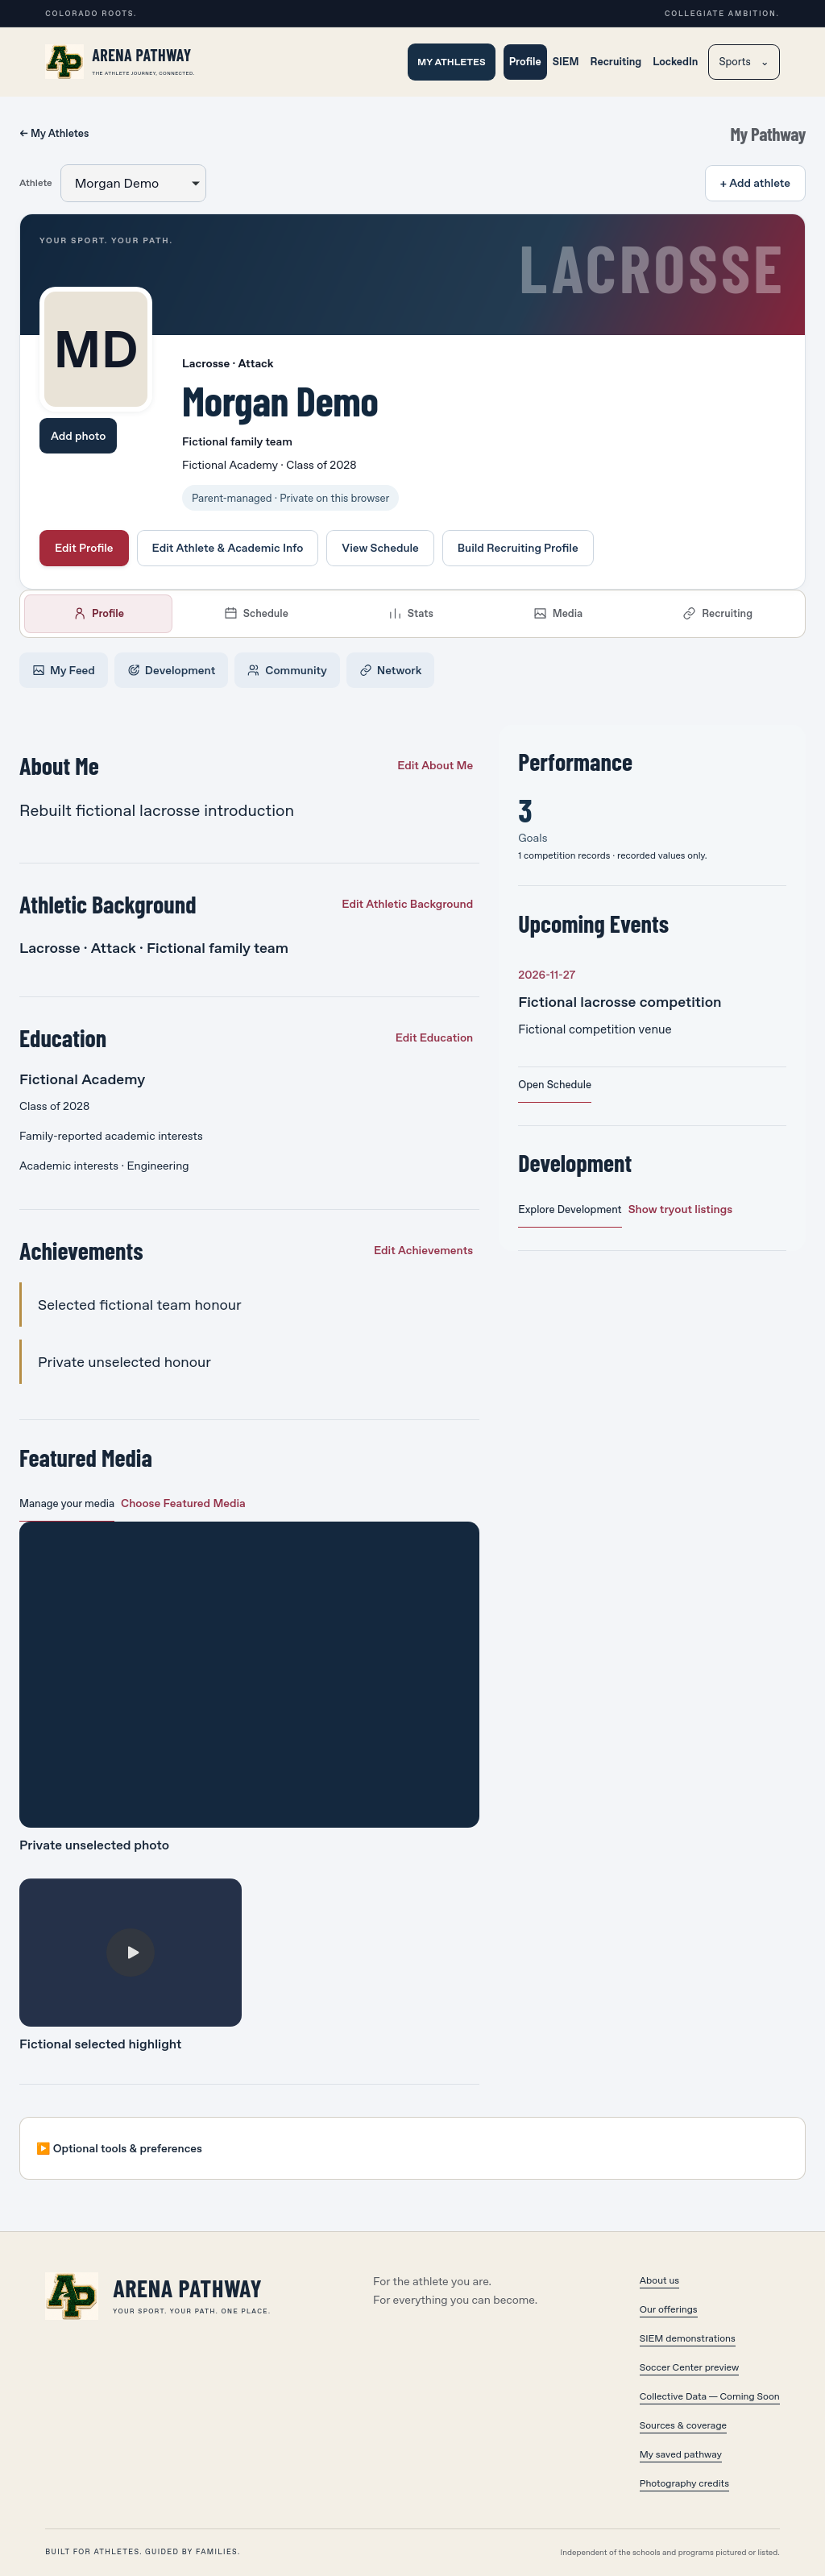 COLORADO ROOTS.
COLLEGIATE AMBITION.
AP
ARENA PATHWAY
THE ATHLETE JOURNEY, CONNECTED.
MY ATHLETES
Profile
SIEM
Recruiting
LockedIn
Sports
← My Athletes
My Pathway
Athlete
Morgan Demo
+ Add athlete
YOUR SPORT. YOUR PATH.
LACROSSE
MD
Add photo
Lacrosse · Attack
Morgan Demo
Fictional family team
Fictional Academy · Class of 2028
Parent-managed · Private on this browser
Edit Profile
Edit Athlete & Academic Info
View Schedule
Build Recruiting Profile
Profile
Schedule
Stats
Media
Recruiting
My Feed
Development
Community
Network
About Me
Edit About Me
Rebuilt fictional lacrosse introduction
Athletic Background
Edit Athletic Background
Lacrosse · Attack · Fictional family team
Education
Edit Education
Fictional Academy
Class of 2028
Family-reported academic interests
Academic interests · Engineering
Achievements
Edit Achievements
Selected fictional team honour
Private unselected honour
Featured Media
Manage your media
Choose Featured Media
Private unselected photo
Fictional selected highlight
Performance
3
Goals
1 competition records · recorded values only.
Upcoming Events
2026-11-27
Fictional lacrosse competition
Fictional competition venue
Open Schedule
Development
Explore Development
Show tryout listings
Optional tools & preferences
AP
ARENA PATHWAY
YOUR SPORT. YOUR PATH. ONE PLACE.
For the athlete you are.
For everything you can become.
About us
Our offerings
SIEM demonstrations
Soccer Center preview
Collective Data — Coming Soon
Sources & coverage
My saved pathway
Photography credits
BUILT FOR ATHLETES. GUIDED BY FAMILIES.
Independent of the schools and programs pictured or listed.